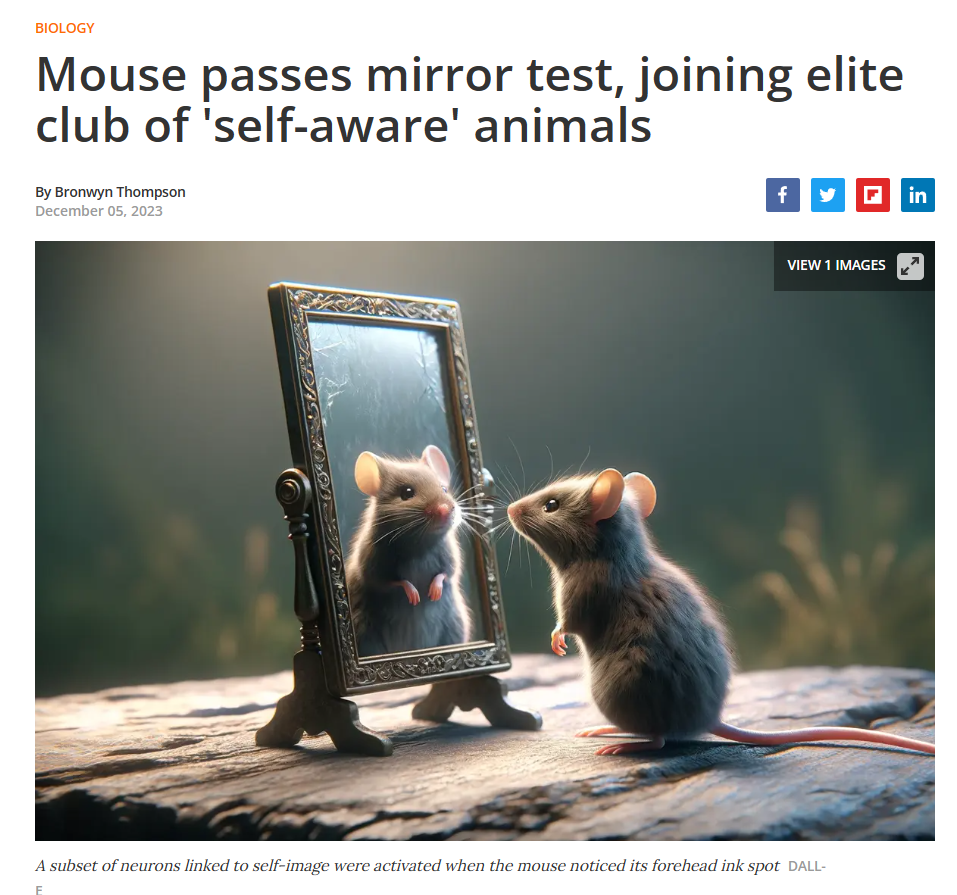 BIOLOGY
Mouse passes mirror test, joining elite
club of 'self-aware' animals
By Bronwyn Thompson
December 05, 2023
f
in
VIEW 1 IMAGES
A subset of neurons linked to self-image were activated when the mouse noticed its forehead ink spot DALL-
E